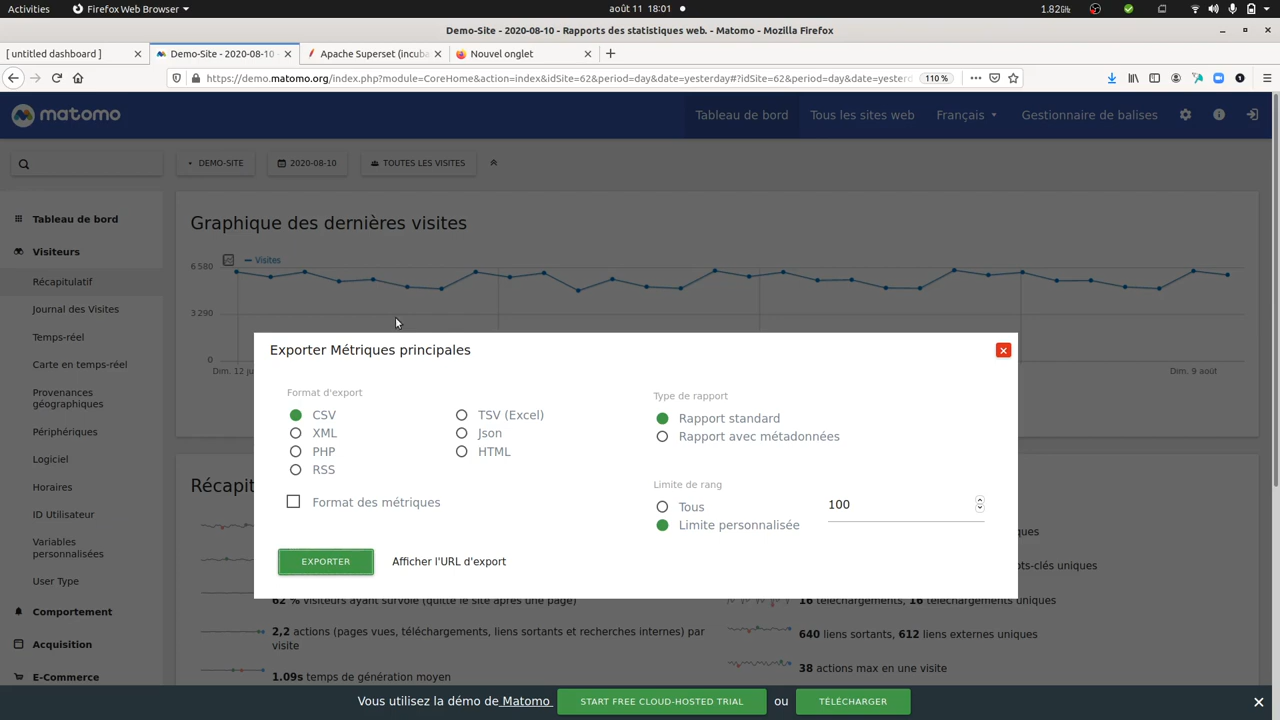 Activities
Firefox Web Browser
août 11 18:01
1.82GHz
Demo-Site - 2020-08-10 - Rapports des statistiques web. - Matomo - Mozilla Firefox
[ untitled dashboard ]
Demo-Site - 2020-08-10
Apache Superset (incuba
Nouvel onglet
https://demo.matomo.org/index.php?module=CoreHome&action=index&idSite=62&period=day&date=yesterday#?idSite=62&period=day&date=yesterd
110 %
matomo
Tableau de bord
Tous les sites web
Français
Gestionnaire de balises
DEMO-SITE
2020-08-10
TOUTES LES VISITES
Tableau de bord
Visiteurs
Récapitulatif
Journal des Visites
Temps-réel
Carte en temps-réel
Provenances
géographiques
Périphériques
Logiciel
Horaires
ID Utilisateur
Variables
personnalisées
User Type
Comportement
Acquisition
E-Commerce
Graphique des dernières visites
Visites
6 580
3 290
0
Dim. 12 ju
Dim. 9 août
Exporter Métriques principales
Format d'export
CSV
TSV (Excel)
XML
Json
PHP
HTML
RSS
Format des métriques
Type de rapport
Rapport standard
Rapport avec métadonnées
Limite de rang
Tous
Limite personnalisée
100
EXPORTER
Afficher l'URL d'export
Récapit
ques
ots-clés uniques
62 % visiteurs ayant survolé (quitté le site après une page)
16 téléchargements, 16 téléchargements uniques
2,2 actions (pages vues, téléchargements, liens sortants et recherches internes) par
visite
640 liens sortants, 612 liens externes uniques
1.09s temps de génération moyen
38 actions max en une visite
Vous utilisez la démo de Matomo
START FREE CLOUD-HOSTED TRIAL
ou
TÉLÉCHARGER